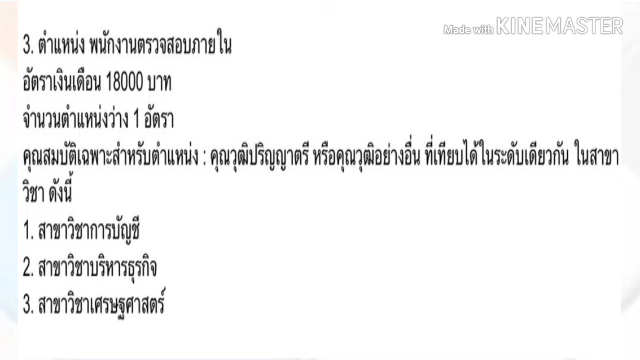 Made with KINEMASTER
3. ตำแหน่ง พนักงานตรวจสอบภายใน
อัตราเงินเดือน 18000 บาท
จำนวนตำแหน่งว่าง 1 อัตรา
คุณสมบัติเฉพาะสำหรับตำแหน่ง : คุณวุฒิปริญญาตรี หรือคุณวุฒิอย่างอื่น ที่เทียบได้ในระดับเดียวกัน ในสาขา
วิชา ดังนี้
1. สาขาวิชาการบัญชี
2. สาขาวิชาบริหารธุรกิจ
3. สาขาวิชาเศรษฐศาสตร์